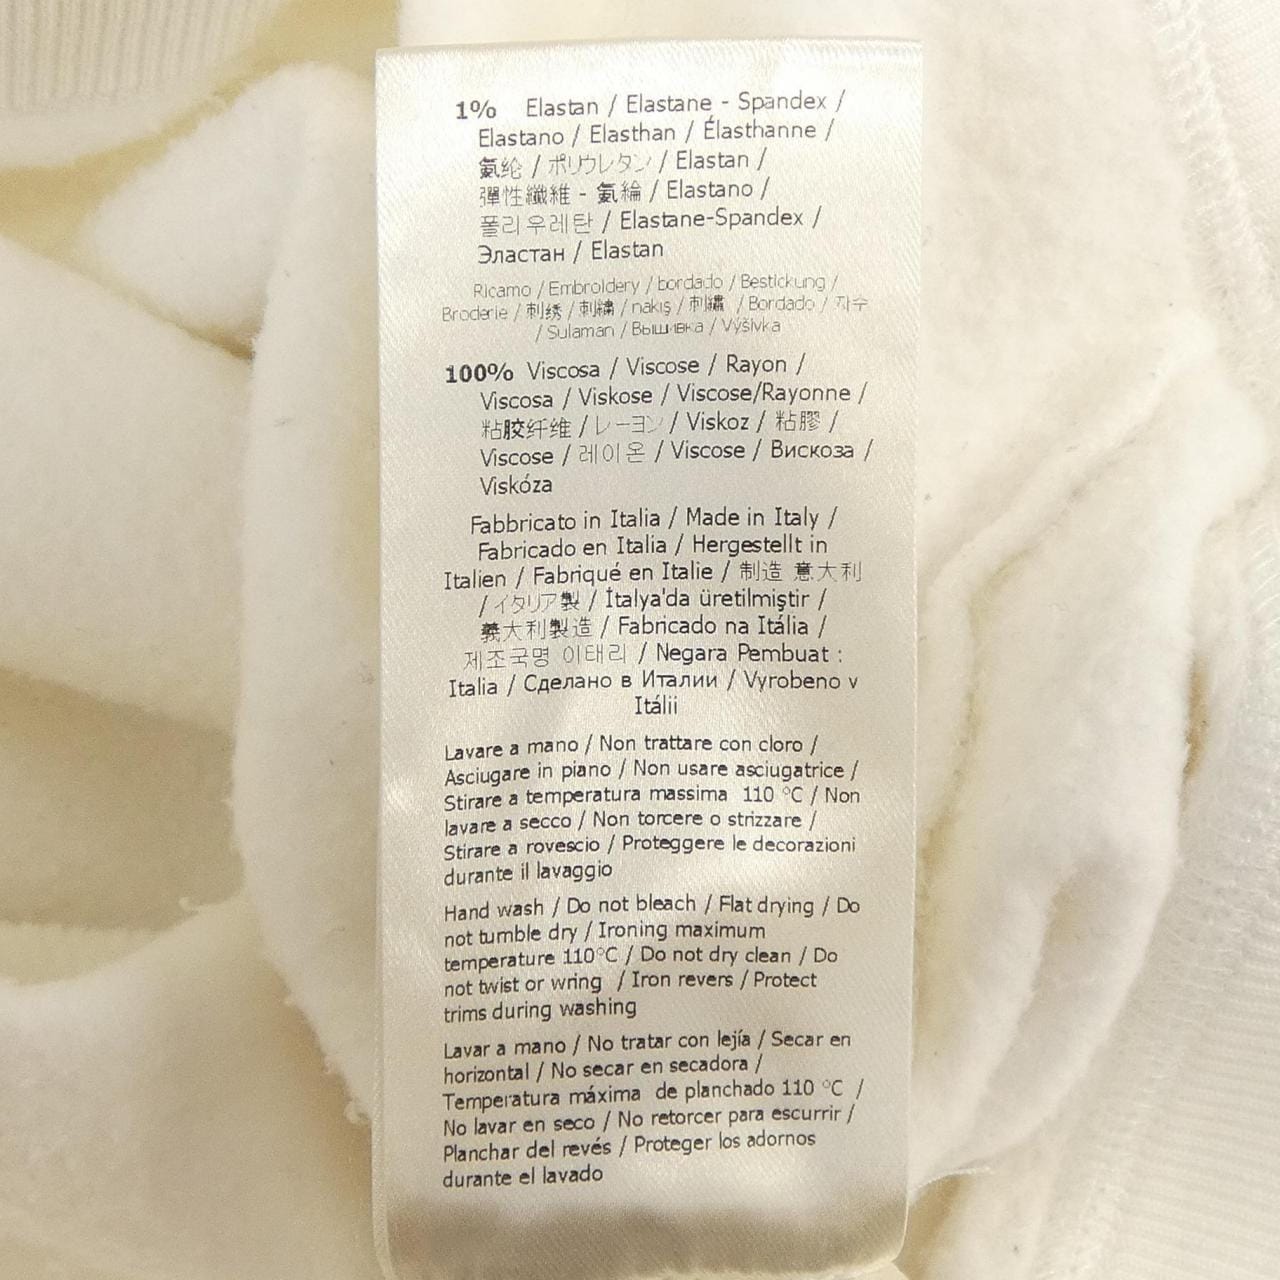 1% Elastan / Elastane - Spandex /
Elastano / Elasthan / Élasthanne /
氨纶 / ポリウレタン / Elastan /
彈性纖維 - 氨綸 / Elastano /
폴리우레탄 / Elastane-Spandex /
Эластан / Elastan
Ricamo / Embroidery / bordado / Bestickung /
Broderie / 刺绣 / 刺繍 / nakış / 刺繡 / Bordado / 자수
/ Sulaman / Вышивка / Výšivka
100% Viscosa / Viscose / Rayon /
Viscosa / Viskose / Viscose/Rayonne /
粘胶纤维 / レーヨン / Viskoz / 粘膠 /
Viscose / 레이온 / Viscose / Вискоза /
Viskóza
Fabbricato in Italia / Made in Italy /
Fabricado en Italia / Hergestellt in
Italien / Fabriqué en Italie / 制造 意大利
/ イタリア製 / İtalya'da üretilmiştir /
義大利製造 / Fabricado na Itália /
제조국명 이태리 / Negara Pembuat :
Italia / Сделано в Италии / Vyrobeno v
Itálii
Lavare a mano / Non trattare con cloro /
Asciugare in piano / Non usare asciugatrice /
Stirare a temperatura massima 110 °C / Non
lavare a secco / Non torcere o strizzare /
Stirare a rovescio / Proteggere le decorazioni
durante il lavaggio
Hand wash / Do not bleach / Flat drying / Do
not tumble dry / Ironing maximum
temperature 110°C / Do not dry clean / Do
not twist or wring / Iron revers / Protect
trims during washing
Lavar a mano / No tratar con lejía / Secar en
horizontal / No secar en secadora /
Temperatura máxima de planchado 110 °C /
No lavar en seco / No retorcer para escurrir /
Planchar del revés / Proteger los adornos
durante el lavado